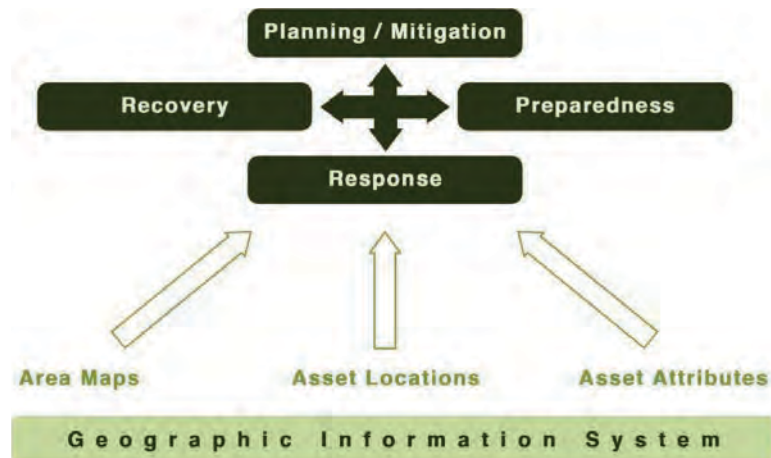 Planning / Mitigation
Recovery
Preparedness
Response
Area Maps
Asset Locations
Asset Attributes
Geographic Information System